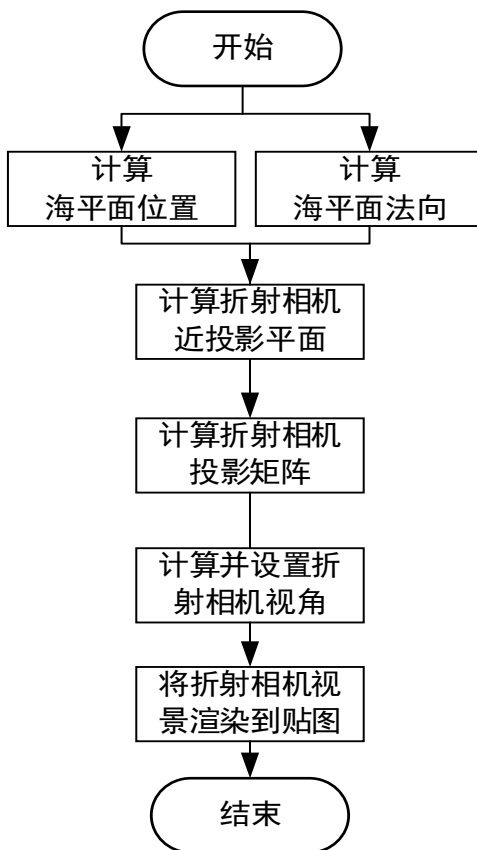 开始
计算
海平面位置
计算
海平面法向
计算折射相机
近投影平面
计算折射相机
投影矩阵
计算并设置折
射相机视角
将折射相机视
景渲染到贴图
结束